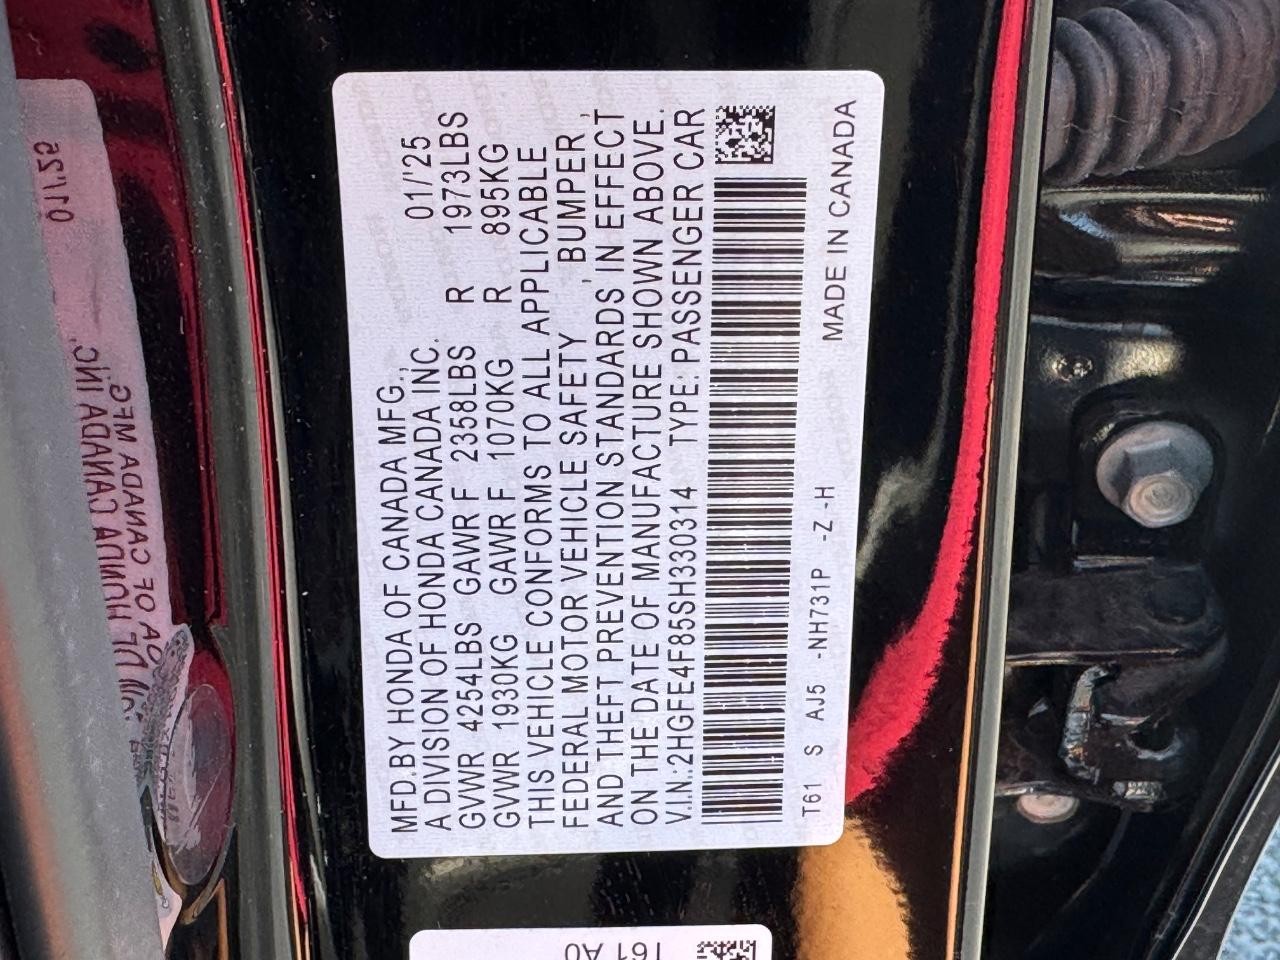 MFD.BY HONDA OF CANADA MFG., 01/'25
A DIVISION OF HONDA CANADA INC.
GVWR 4254LBS GAWR F 2358LBS R 1973LBS
GVWR 1930KG GAWR F 1070KG R 895KG
THIS VEHICLE CONFORMS TO ALL APPLICABLE
FEDERAL MOTOR VEHICLE SAFETY , BUMPER ,
AND THEFT PREVENTION STANDARDS IN EFFECT
ON THE DATE OF MANUFACTURE SHOWN ABOVE.
V.I.N.:2HGFE4F85SH330314 TYPE:PASSENGER CAR
T61 S AJ5 -NH731P -Z -H MADE IN CANADA
T61 A0